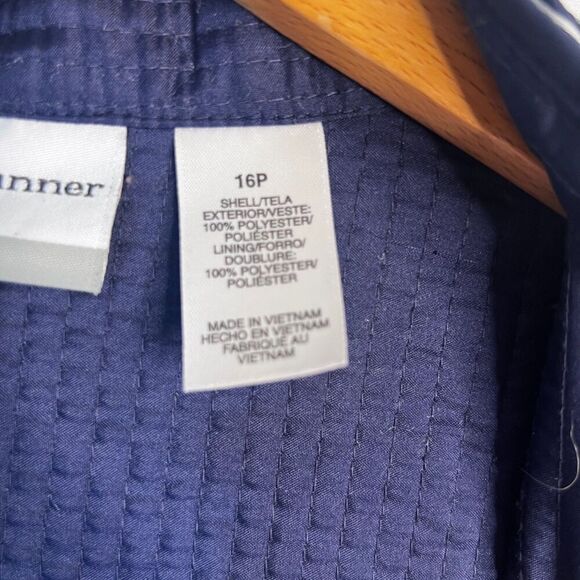 16P
SHELL/TELA
EXTERIOR/VESTE:
100% POLYESTER/
POLIÉSTER
LINING/FORRO/
DOUBLURE:
100% POLYESTER/
POLIÉSTER
MADE IN VIETNAM
HECHO EN VIETNAM
FABRIQUÉ AU
VIETNAM